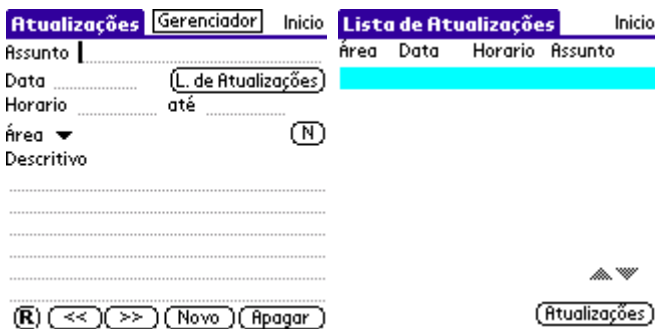 Atualizações Gerenciador Inicio
Assunto
Data L. de Atualizações
Horario até
Área N
Descritivo
R << >> Novo Apagar
Lista de Atualizações Inicio
Área Data Horario Assunto
Atualizações